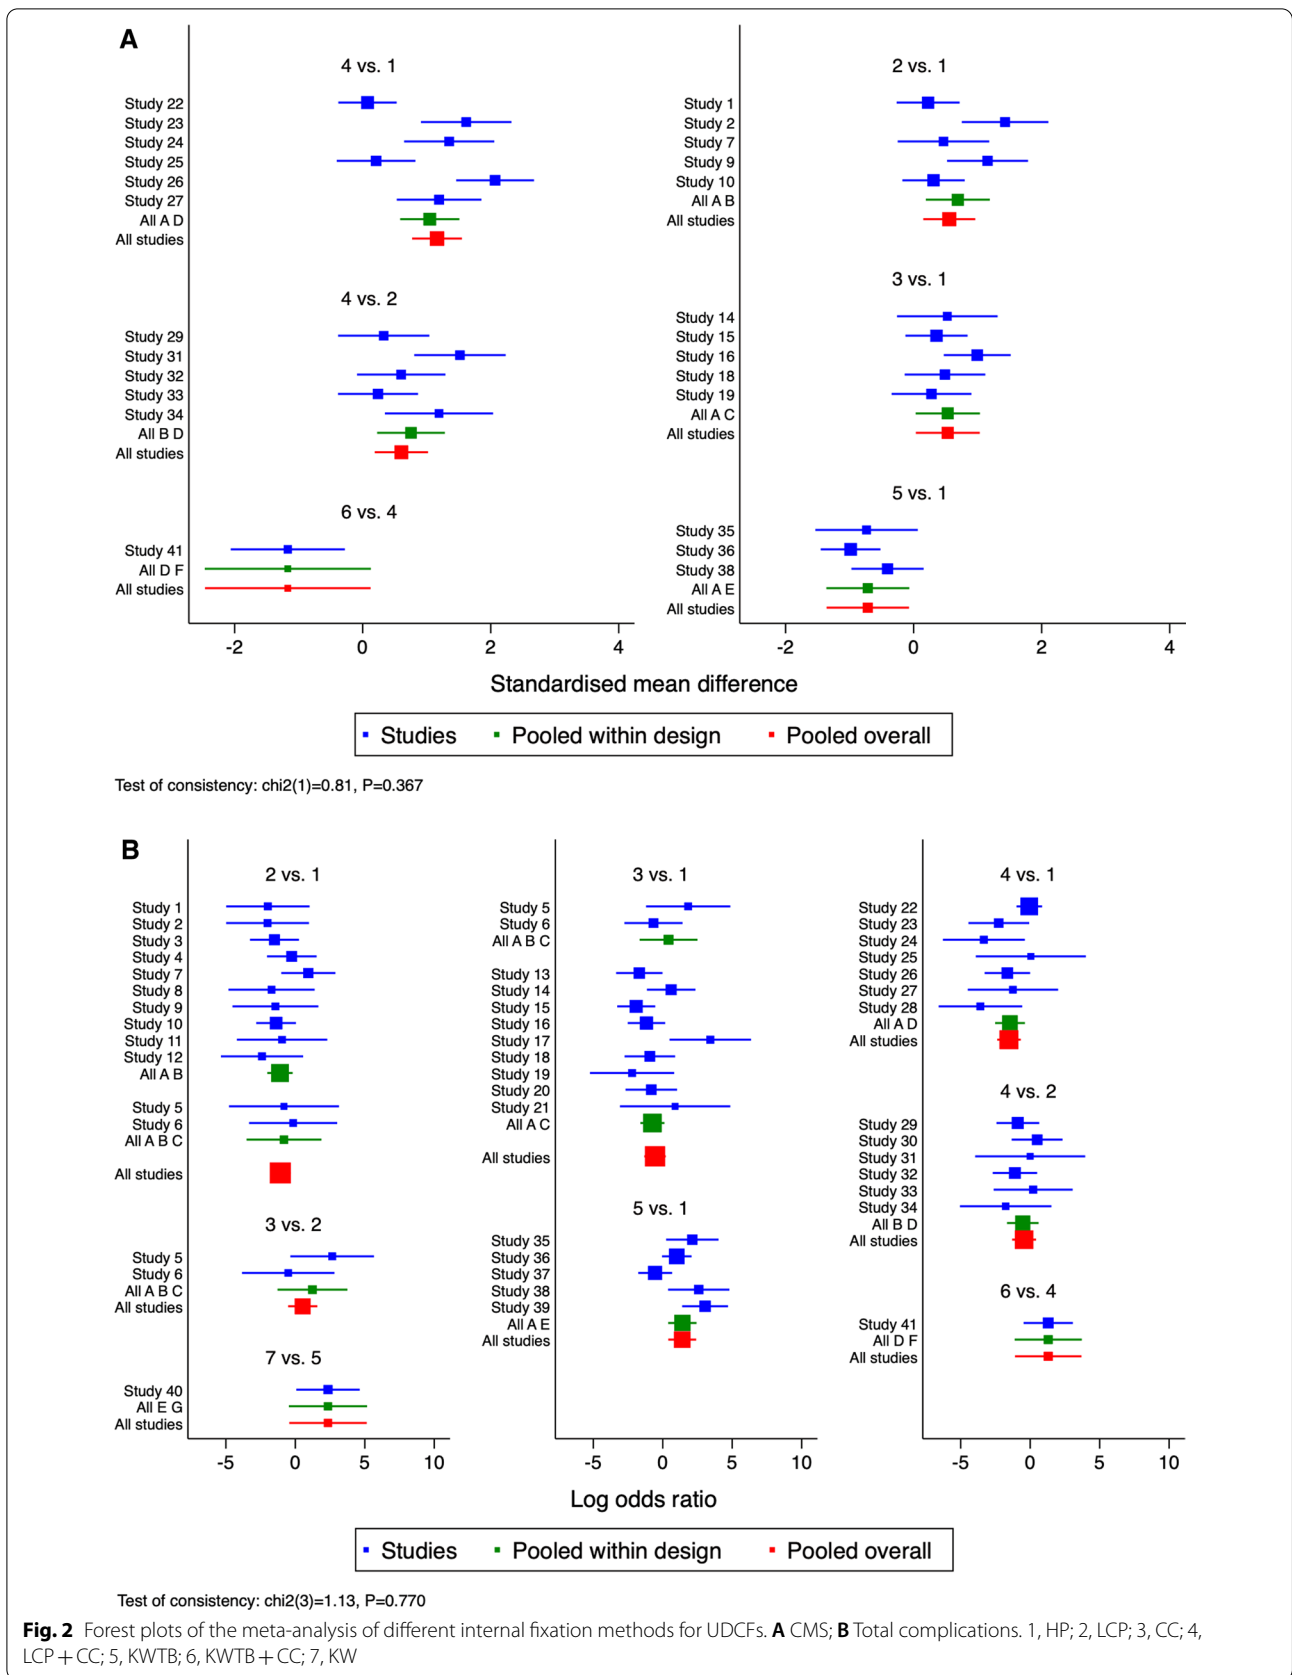 A
4 vs. 1
Study 22
Study 23
Study 24
Study 25
Study 26
Study 27
All A D
All studies
4 vs. 2
Study 29
Study 31
Study 32
Study 33
Study 34
All B D
All studies
6 vs. 4
Study 41
All D F
All studies
-2 0 2 4
2 vs. 1
Study 1
Study 2
Study 7
Study 9
Study 10
All A B
All studies
3 vs. 1
Study 14
Study 15
Study 16
Study 18
Study 19
All A C
All studies
5 vs. 1
Study 35
Study 36
Study 38
All A E
All studies
-2 0 2 4
Standardised mean difference
Studies Pooled within design Pooled overall
Test of consistency: chi2(1)=0.81, P=0.367
B
2 vs. 1
Study 1
Study 2
Study 3
Study 4
Study 7
Study 8
Study 9
Study 10
Study 11
Study 12
All A B
Study 5
Study 6
All A B C
All studies
3 vs. 2
Study 5
Study 6
All A B C
All studies
7 vs. 5
Study 40
All E G
All studies
-5 0 5 10
3 vs. 1
Study 5
Study 6
All A B C
Study 13
Study 14
Study 15
Study 16
Study 17
Study 18
Study 19
Study 20
Study 21
All A C
All studies
5 vs. 1
Study 35
Study 36
Study 37
Study 38
Study 39
All A E
All studies
-5 0 5 10
4 vs. 1
Study 22
Study 23
Study 24
Study 25
Study 26
Study 27
Study 28
All A D
All studies
4 vs. 2
Study 29
Study 30
Study 31
Study 32
Study 33
Study 34
All B D
All studies
6 vs. 4
Study 41
All D F
All studies
-5 0 5 10
Log odds ratio
Studies Pooled within design Pooled overall
Test of consistency: chi2(3)=1.13, P=0.770
Fig. 2 Forest plots of the meta-analysis of different internal fixation methods for UDCFs. A CMS; B Total complications. 1, HP; 2, LCP; 3, CC; 4,
LCP + CC; 5, KWTB; 6, KWTB + CC; 7, KW